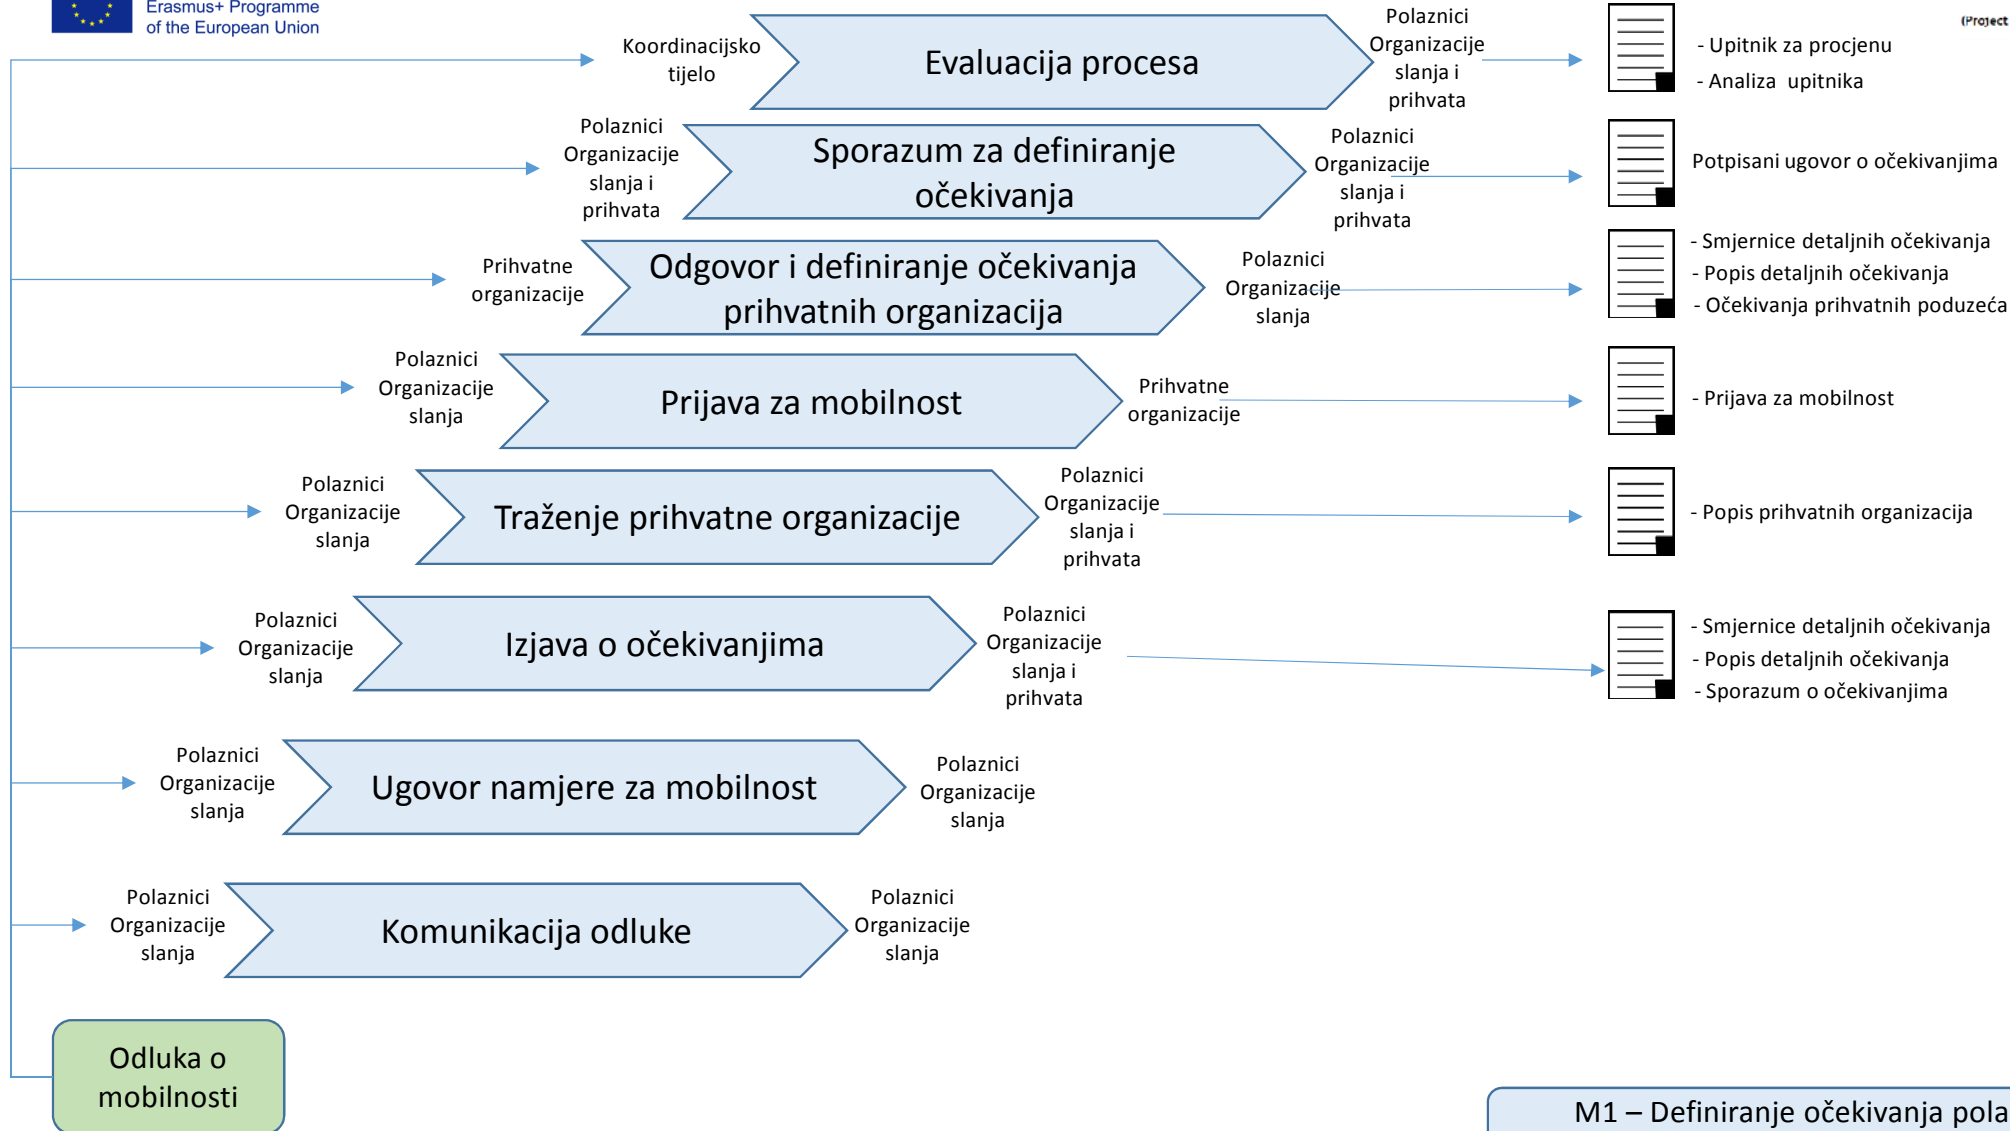 Erasmus+ Programme
of the European Union
(Project
Koordinacijsko
tijelo
Evaluacija procesa
Polaznici
Organizacije
slanja i
prihvata
- Upitnik za procjenu
- Analiza upitnika
Polaznici
Organizacije
slanja i
prihvata
Sporazum za definiranje
očekivanja
Polaznici
Organizacije
slanja i
prihvata
Potpisani ugovor o očekivanjima
Prihvatne
organizacije
Odgovor i definiranje očekivanja
prihvatnih organizacija
Polaznici
Organizacije
slanja
- Smjernice detaljnih očekivanja
- Popis detaljnih očekivanja
- Očekivanja prihvatnih poduzeća
Polaznici
Organizacije
slanja
Prijava za mobilnost
Prihvatne
organizacije
- Prijava za mobilnost
Polaznici
Organizacije
slanja
Traženje prihvatne organizacije
Polaznici
Organizacije
slanja i
prihvata
- Popis prihvatnih organizacija
Polaznici
Organizacije
slanja
Izjava o očekivanjima
Polaznici
Organizacije
slanja i
prihvata
- Smjernice detaljnih očekivanja
- Popis detaljnih očekivanja
- Sporazum o očekivanjima
Polaznici
Organizacije
slanja
Ugovor namjere za mobilnost
Polaznici
Organizacije
slanja
Polaznici
Organizacije
slanja
Komunikacija odluke
Polaznici
Organizacije
slanja
Odluka o
mobilnosti
M1 – Definiranje očekivanja pola